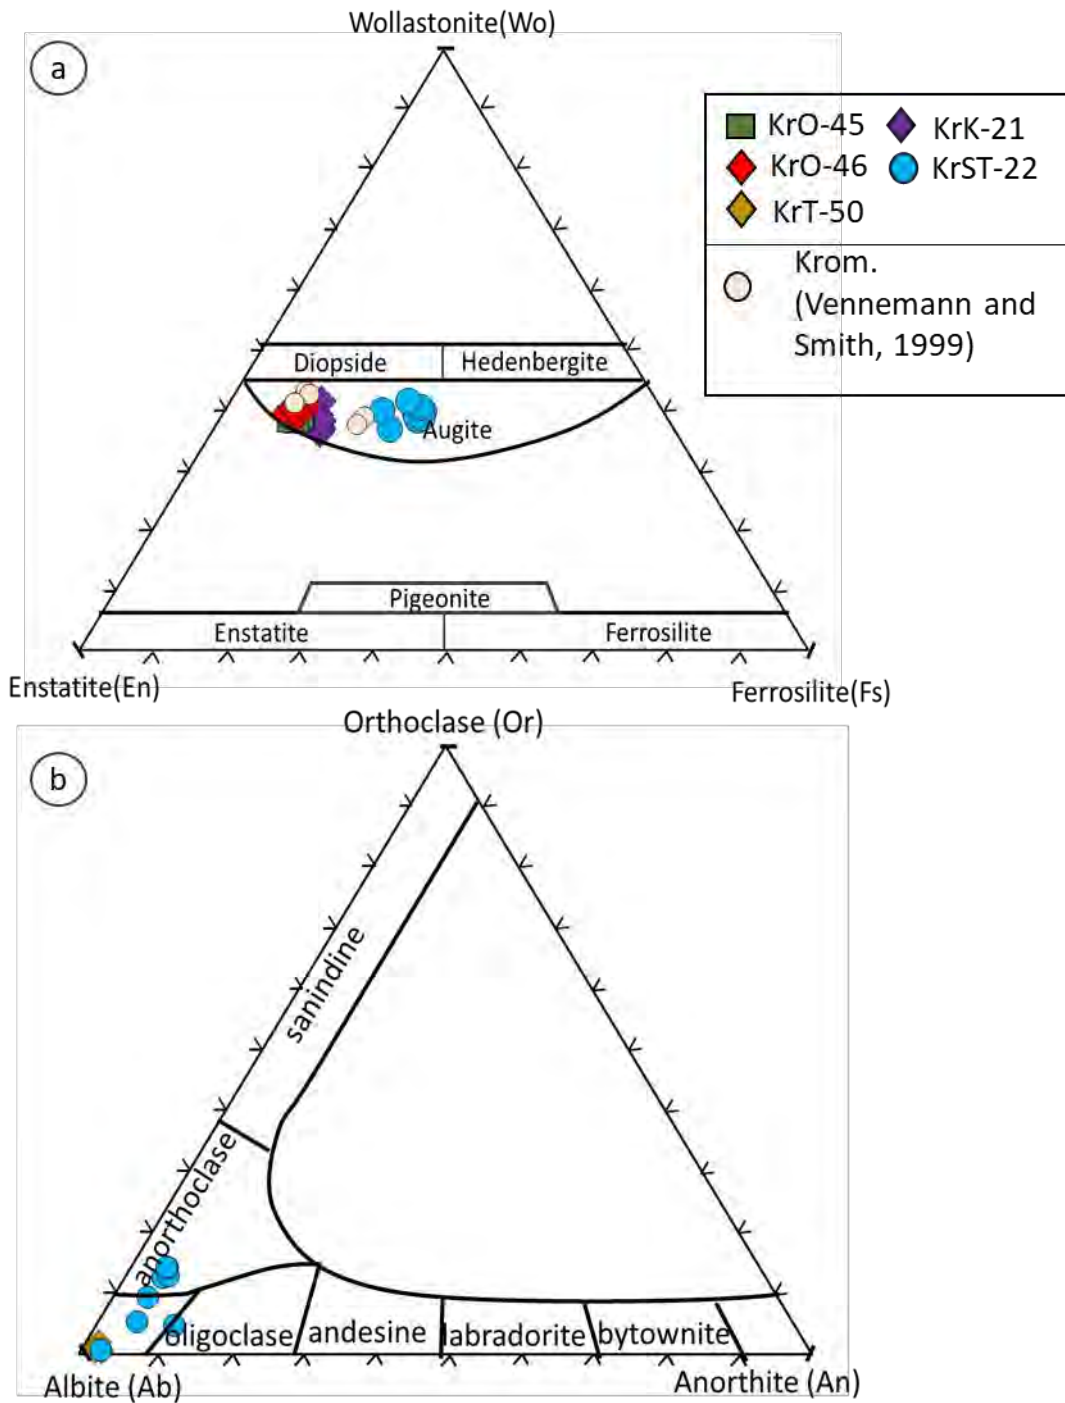 Wollastonite(Wo)
a
KrO-45
KrK-21
KrO-46
KrST-22
KrT-50
Krom.
(Vennemann and
Smith, 1999)
Diopside
Hedenbergite
Augite
Pigeonite
Enstatite
Ferrosilite
Enstatite(En)
Ferrosilite(Fs)
Orthoclase (Or)
b
sanindine
anorthoclase
oligoclase
andesine
labradorite
bytownite
Albite (Ab)
Anorthite (An)